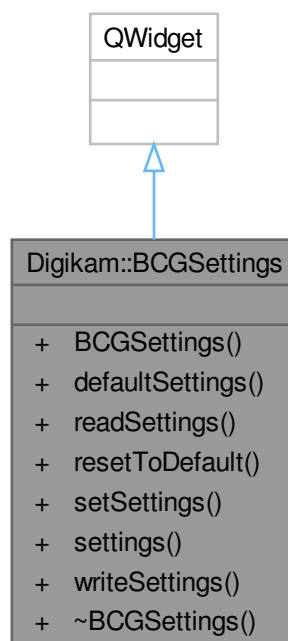 QWidget
Digikam::BCGSettings
+ BCGSettings()
+ defaultSettings()
+ readSettings()
+ resetToDefault()
+ setSettings()
+ settings()
+ writeSettings()
+ ~BCGSettings()